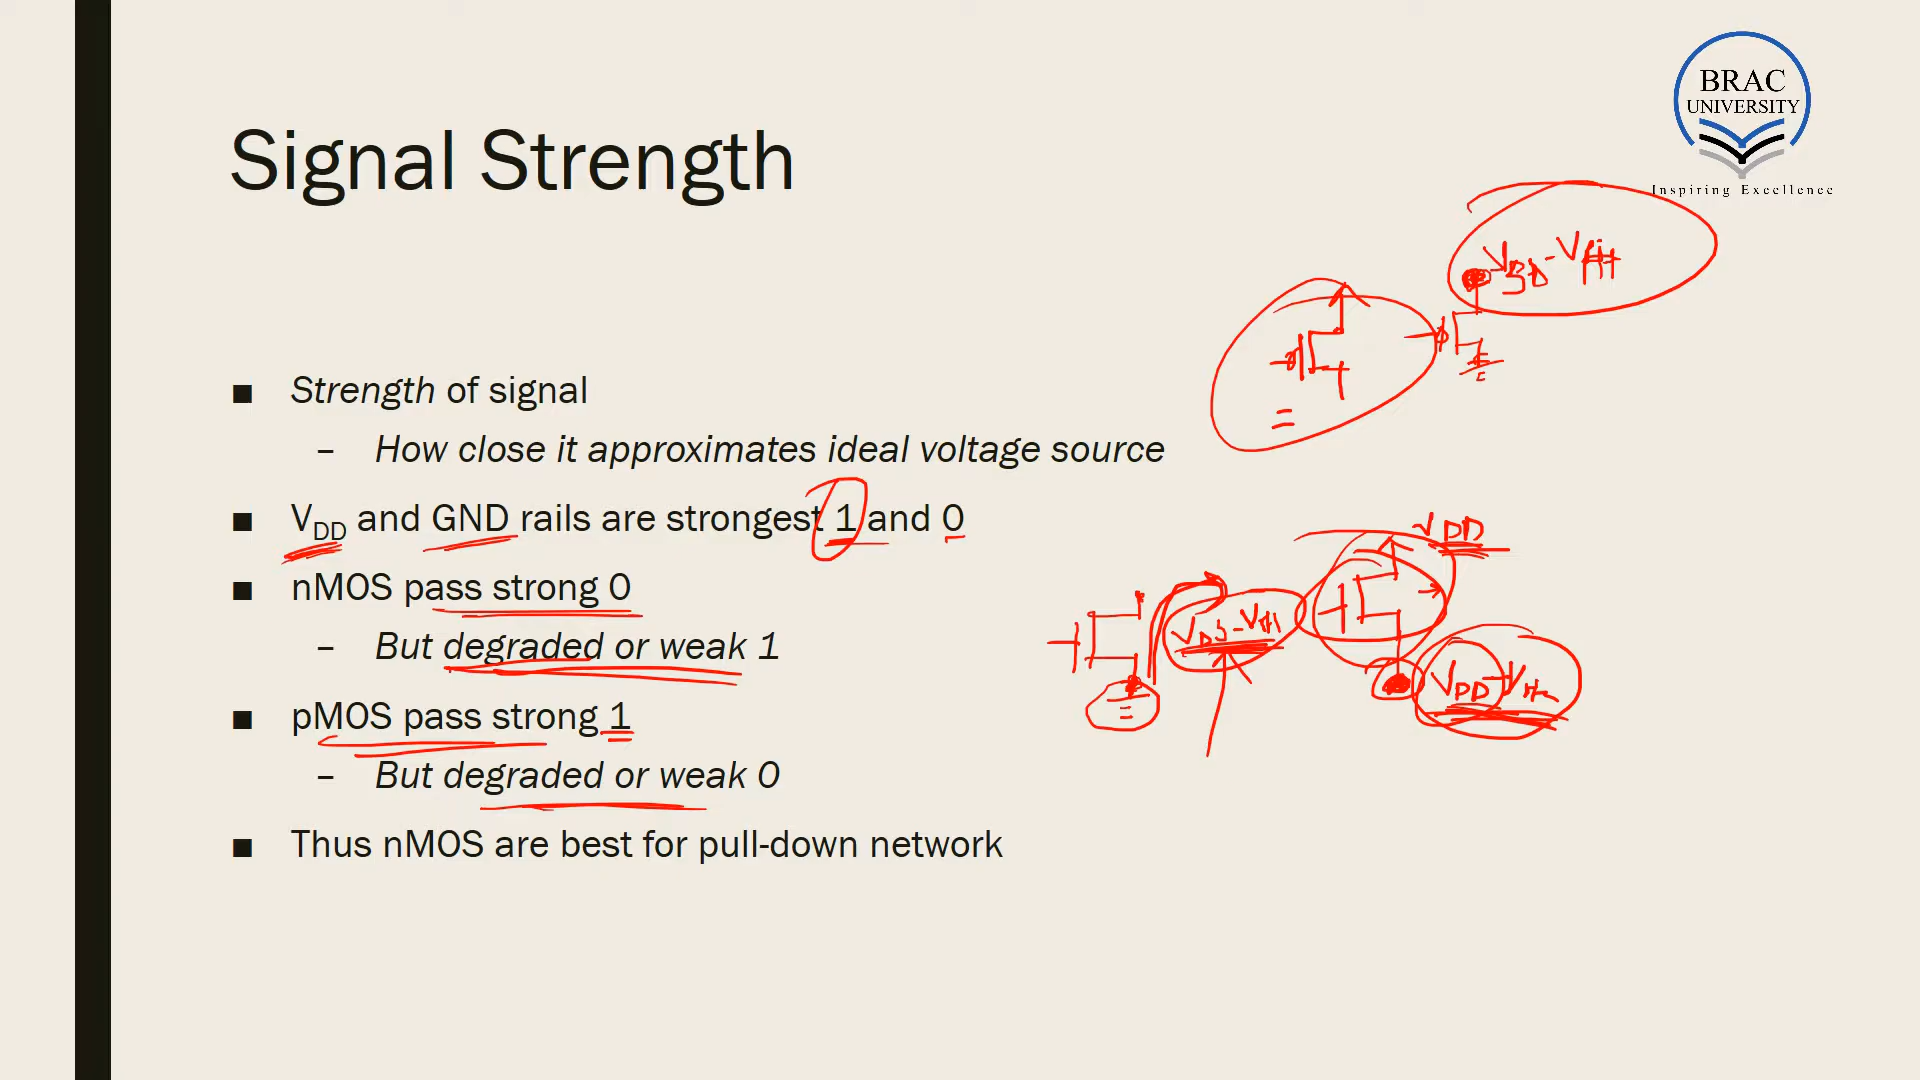 BRAC
UNIVERSITY
Inspiring Excellence
Signal Strength
■ Strength of signal
– How close it approximates ideal voltage source
■ VDD and GND rails are strongest 1 and 0
■ nMOS pass strong 0
– But degraded or weak 1
■ pMOS pass strong 1
– But degraded or weak 0
■ Thus nMOS are best for pull-down network
VDD